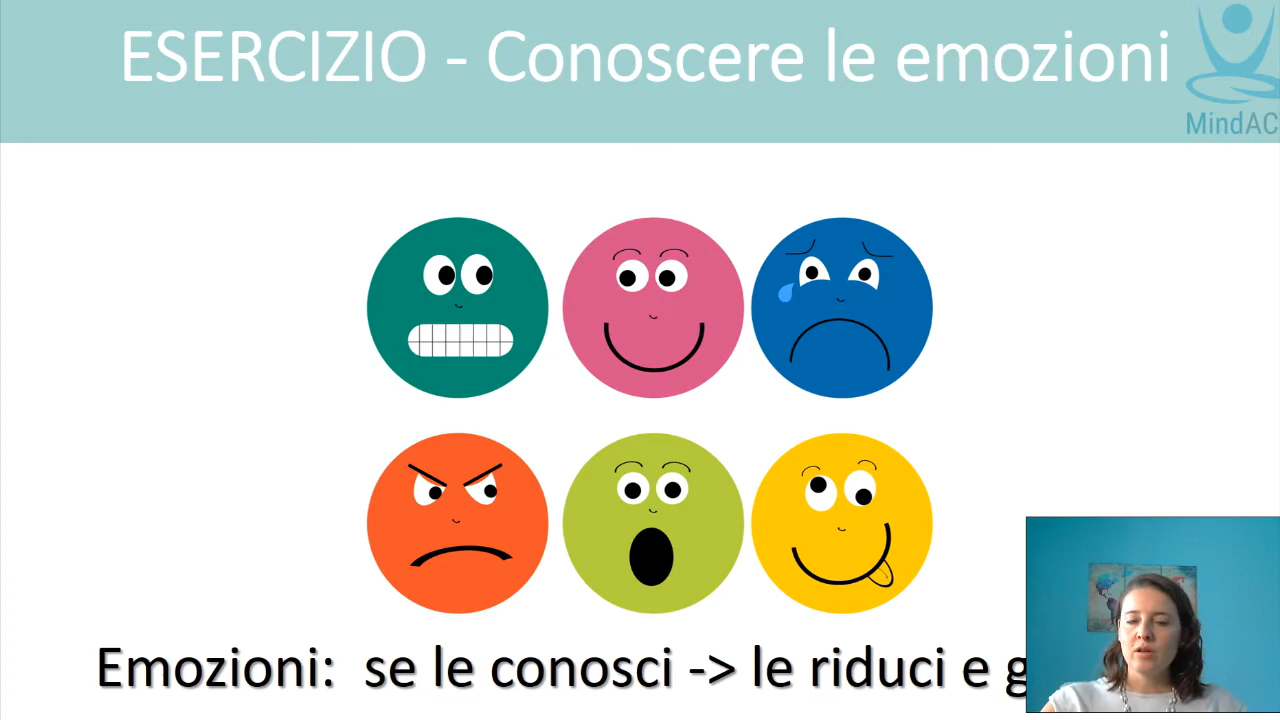 ESERCIZIO - Conoscere le emozioni
MindAC
Emozioni: se le conosci -> le riduci e g